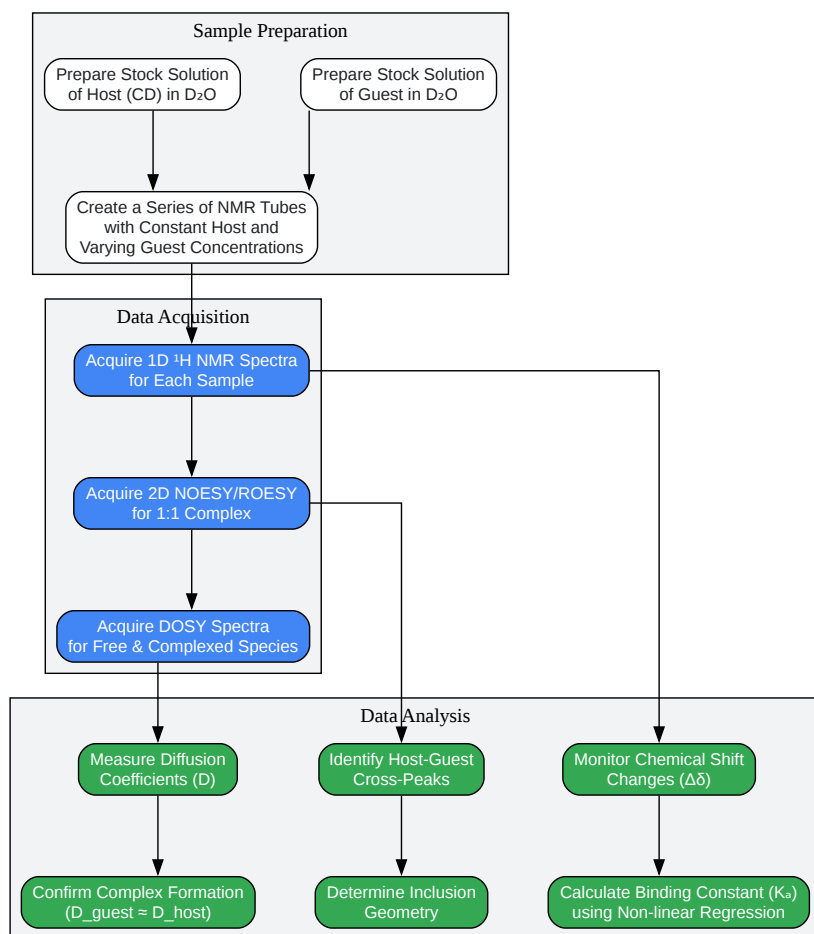 Sample Preparation
Prepare Stock Solution
of Host (CD) in D₂O
Prepare Stock Solution
of Guest in D₂O
Create a Series of NMR Tubes
with Constant Host and
Varying Guest Concentrations
Data Acquisition
Acquire 1D ¹H NMR Spectra
for Each Sample
Acquire 2D NOESY/ROESY
for 1:1 Complex
Acquire DOSY Spectra
for Free & Complexed Species
Data Analysis
Measure Diffusion
Coefficients (D)
Identify Host-Guest
Cross-Peaks
Monitor Chemical Shift
Changes (Δδ)
Confirm Complex Formation
(D_guest ≈ D_host)
Determine Inclusion
Geometry
Calculate Binding Constant (Kₐ)
using Non-linear Regression